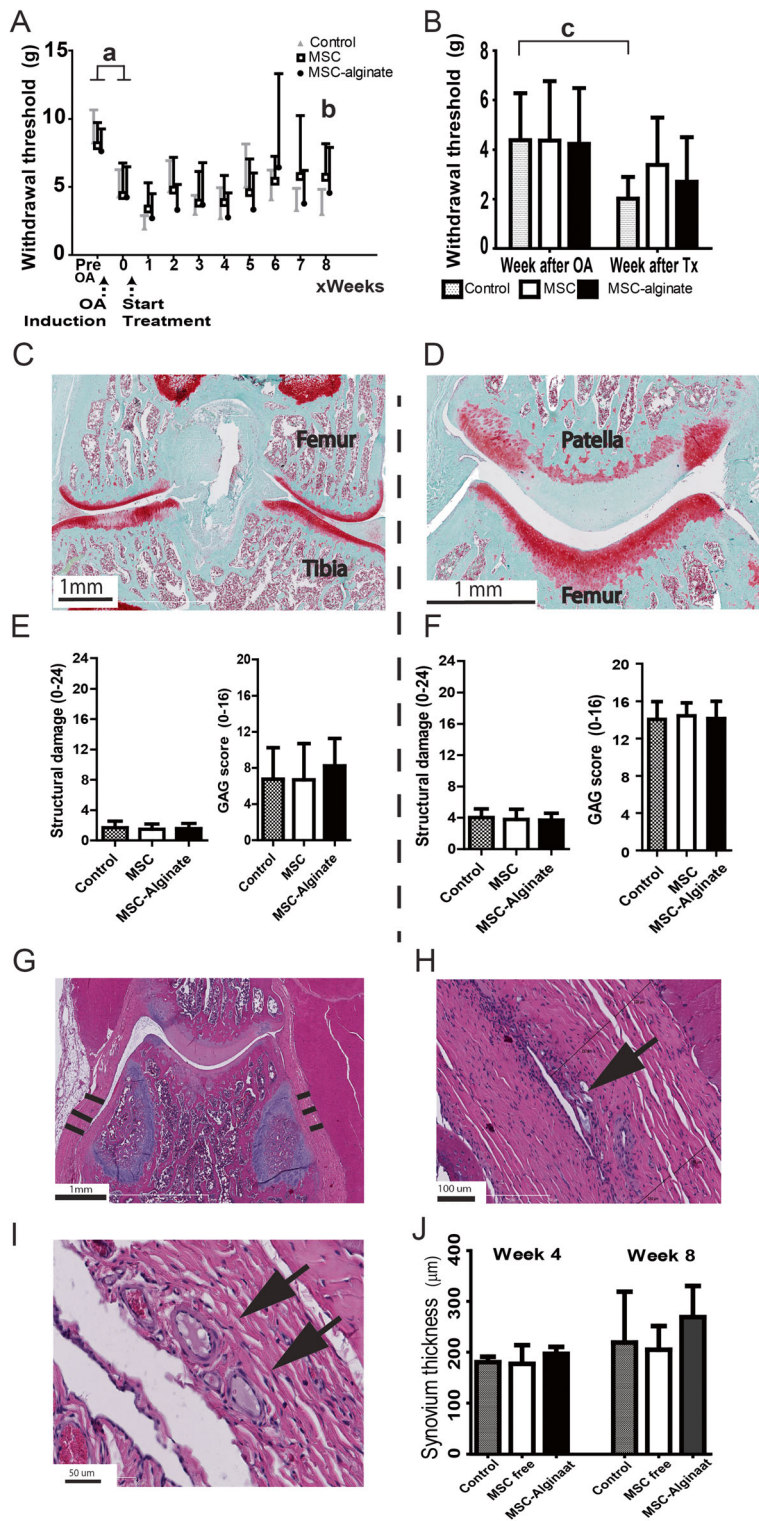 A
Withdrawal threshold (g)
15
10
5
0
a
b
Control
MSC
MSC-alginate
Pre OA
0 1 2 3 4 5 6 7 8
xWeeks
OA Induction
Start Treatment
B
Withdrawal threshold (g)
8
6
4
2
0
c
Week after OA
Week after Tx
Control MSC MSC-alginate
C
Femur
Tibia
1mm
D
Patella
Femur
1 mm
E
Structural damage (0-24)
24
20
16
12
8
4
0
Control
MSC
MSC-Alginate
GAG score (0-16)
20
16
12
8
4
0
Control
MSC
MSC-Alginate
F
Structural damage (0-24)
24
20
16
12
8
4
0
Control
MSC
MSC-Alginate
GAG score (0-16)
20
16
12
8
4
0
Control
MSC
MSC-Alginate
G
1mm
H
100 um
I
50 um
J
Synovium thickness (μm)
400
300
200
100
0
Week 4
Week 8
Control
MSC free
MSC-Alginaat
Control
MSC free
MSC-Alginaat